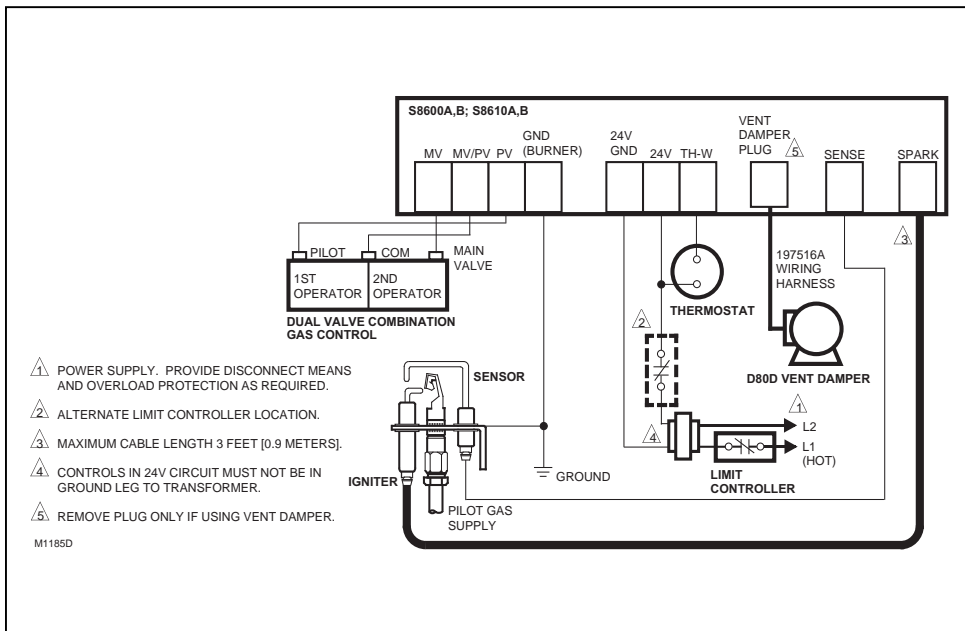 S8600A,B; S8610A,B
MV
MV/PV
PV
GND
(BURNER)
24V
GND
24V
TH-W
VENT
DAMPER
PLUG
5
SENSE
SPARK
3
PILOT
COM
MAIN
VALVE
1ST
OPERATOR
2ND
OPERATOR
DUAL VALVE COMBINATION
GAS CONTROL
THERMOSTAT
197516A
WIRING
HARNESS
D80D VENT DAMPER
2
1
L2
4
L1
(HOT)
LIMIT
CONTROLLER
SENSOR
IGNITER
GROUND
PILOT GAS
SUPPLY
1 POWER SUPPLY. PROVIDE DISCONNECT MEANS
AND OVERLOAD PROTECTION AS REQUIRED.
2 ALTERNATE LIMIT CONTROLLER LOCATION.
3 MAXIMUM CABLE LENGTH 3 FEET [0.9 METERS].
4 CONTROLS IN 24V CIRCUIT MUST NOT BE IN
GROUND LEG TO TRANSFORMER.
5 REMOVE PLUG ONLY IF USING VENT DAMPER.
M1185D